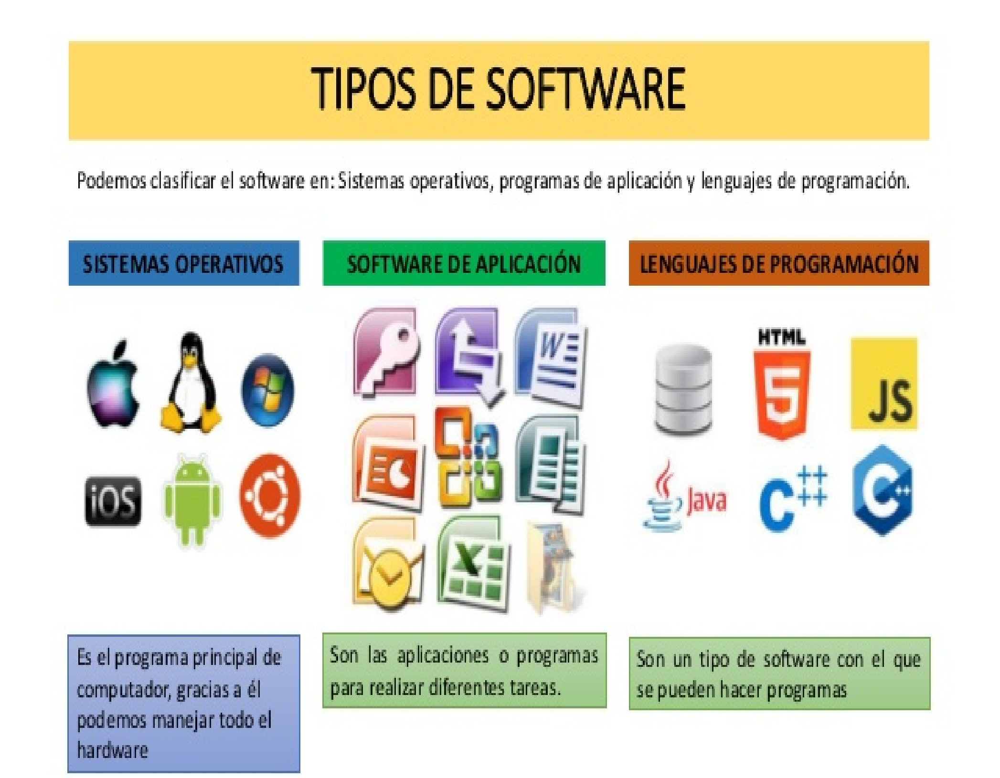 TIPOS DE SOFTWARE
Podemos clasificar el software en: Sistemas operativos, programas de aplicación y lenguajes de programación.
SISTEMAS OPERATIVOS
SOFTWARE DE APLICACIÓN
LENGUAJES DE PROGRAMACIÓN
iOS
W
X
HTML
5
JS
Java
C++
++
C++
Es el programa principal de
computador, gracias a él
podemos manejar todo el
hardware
Son las aplicaciones o programas
para realizar diferentes tareas.
Son un tipo de software con el que
se pueden hacer programas